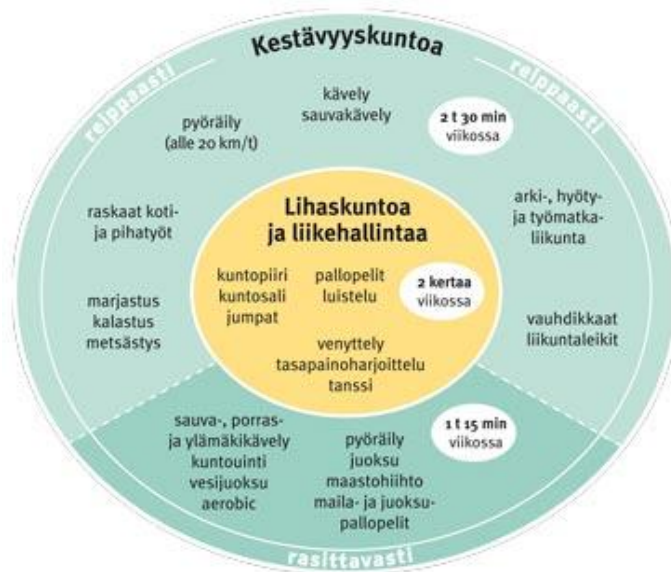 Kestävyyskuntoa
reippaasti
reippaasti
kävely
sauvakävely
2 t 30 min
viikossa
pyöräily
(alle 20 km/t)
raskaat koti-
ja pihatyöt
arki-, hyöty-
ja työmatka-
liikunta
marjastus
kalastus
metsästys
vauhdikkaat
liikuntaleikit
Lihaskuntoa
ja liikehallintaa
kuntopiiri
kuntosali
jumpat
pallopelit
luistelu
2 kertaa
viikossa
venyttely
tasapainoharjoittelu
tanssi
sauva-, porras-
ja ylämäkikävely
kuntouinti
vesijuoksu
aerobic
pyöräily
juoksu
maastohiihto
maila- ja juoksu-
pallopelit
1 t 15 min
viikossa
rasittavasti